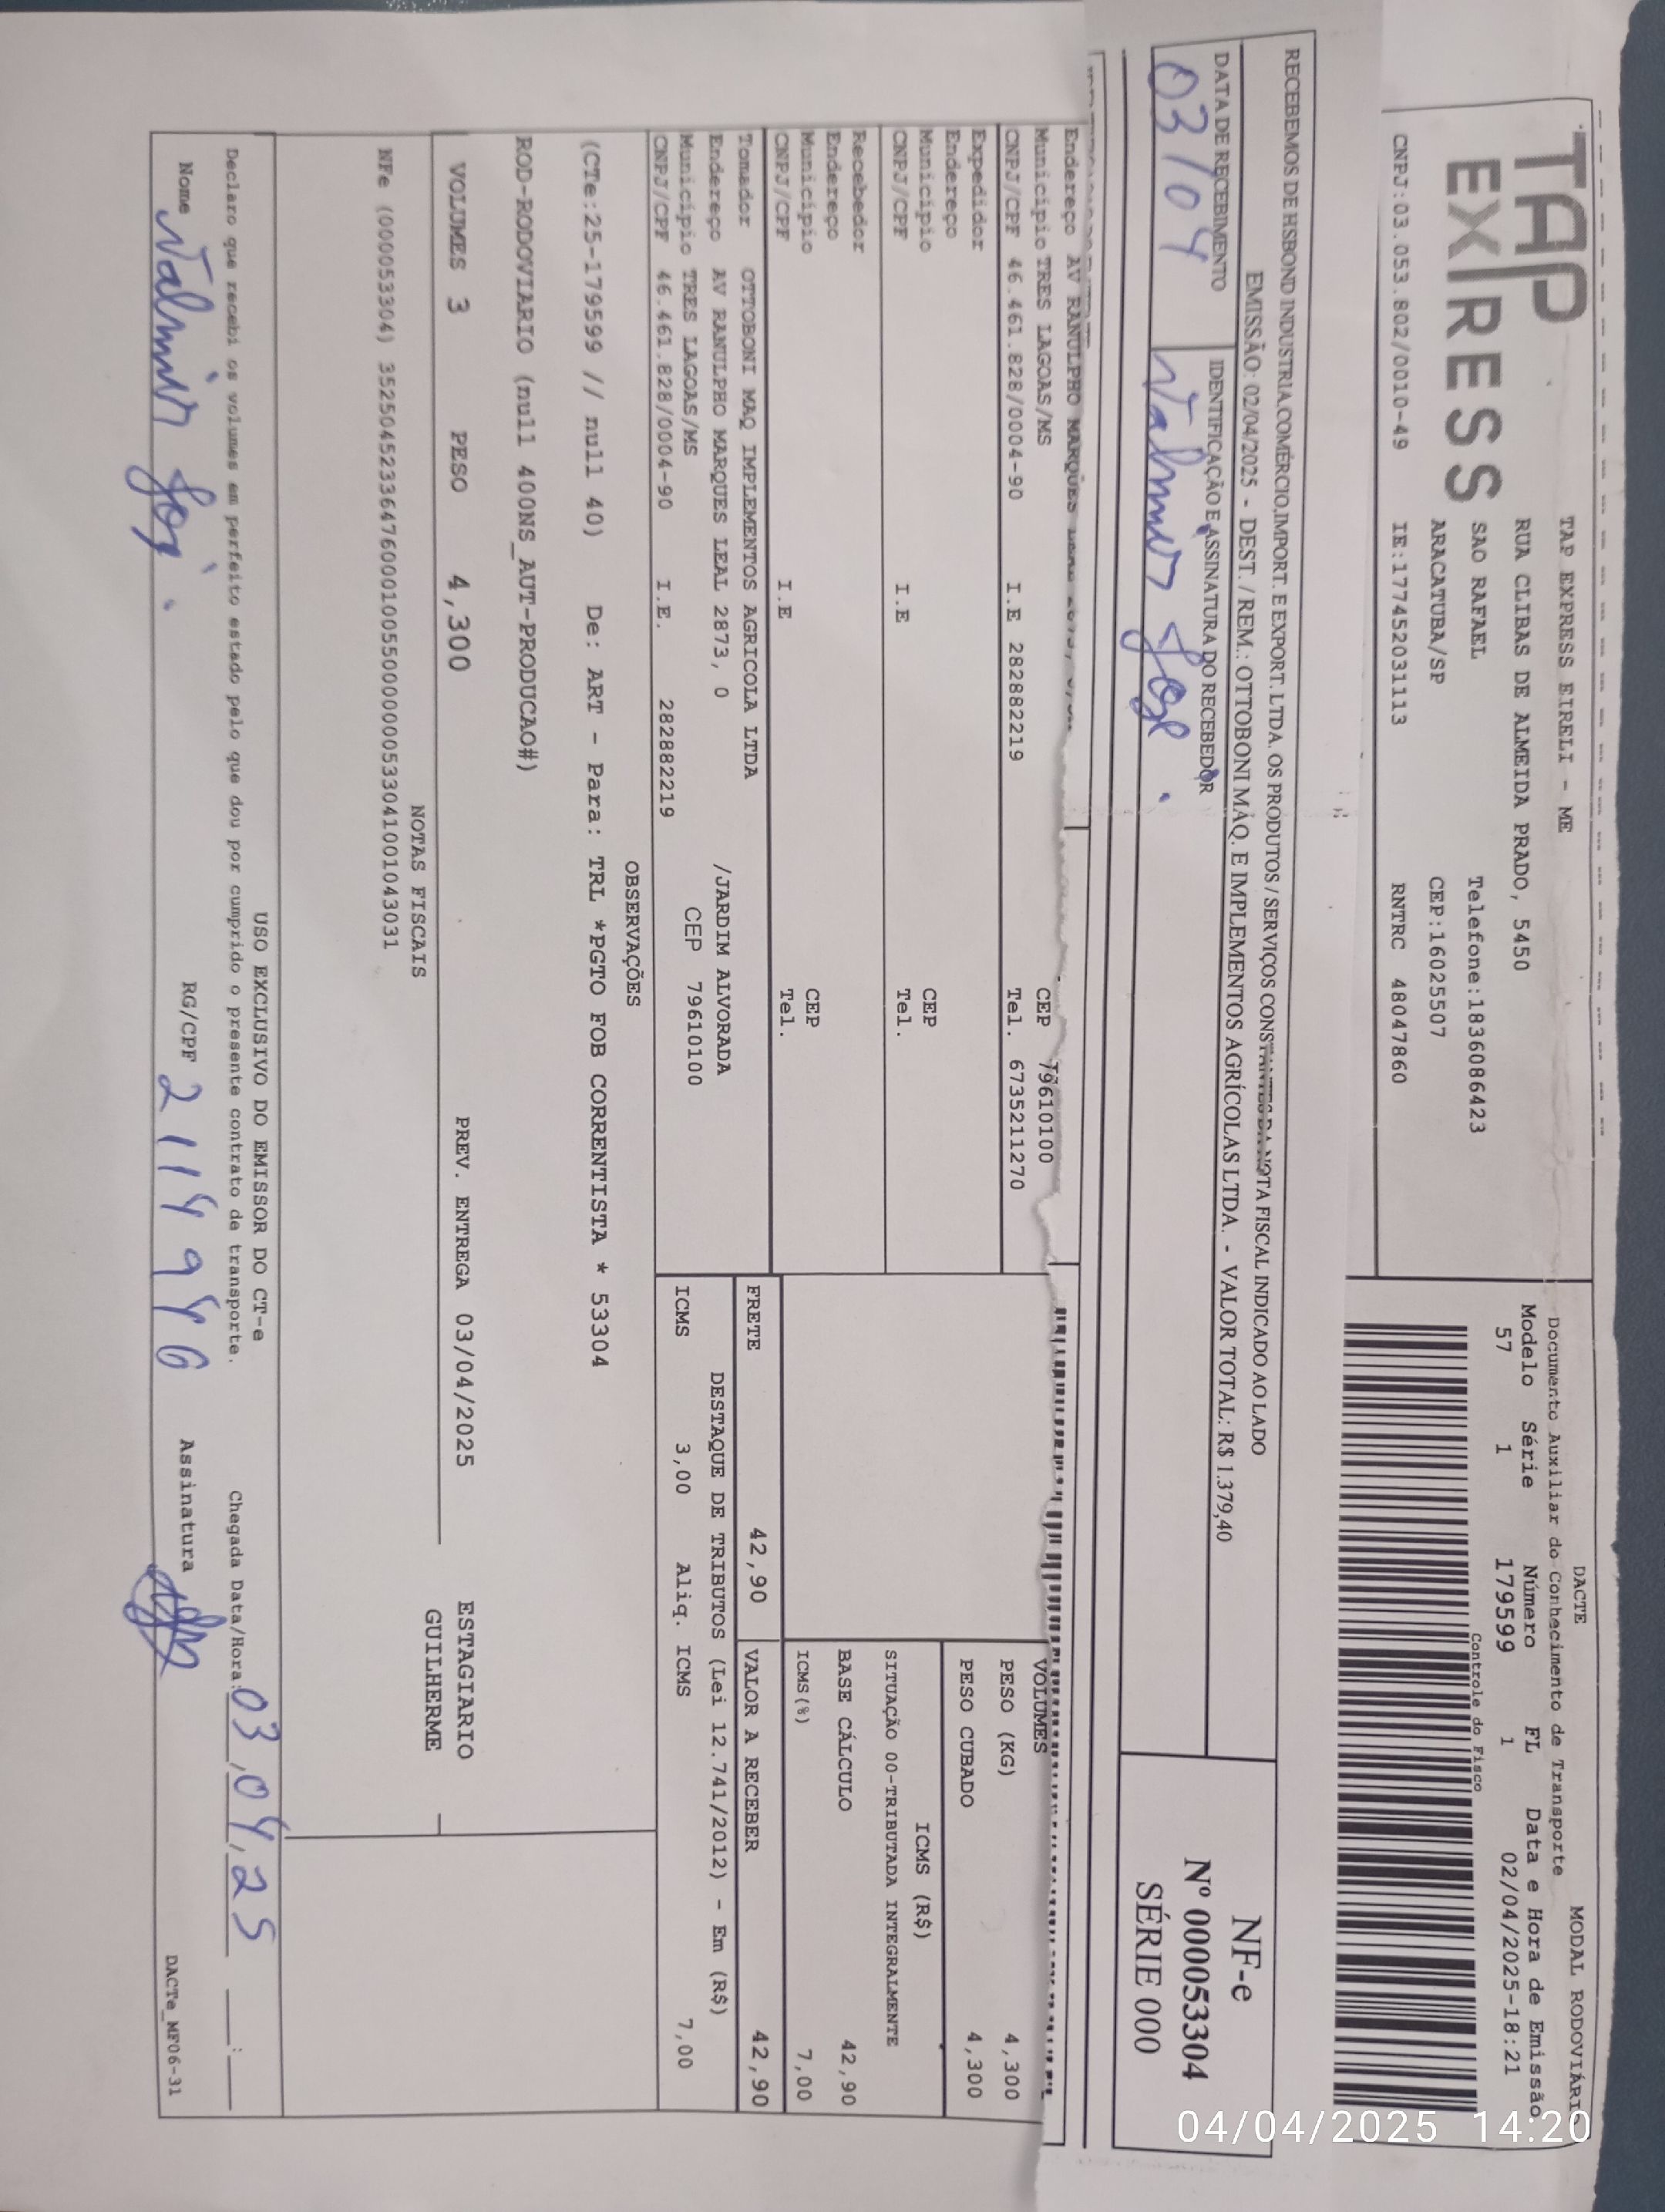 TAP
EXPRESS
TAP EXPRESS EIRELI - ME
RUA CLIBAS DE ALMEIDA PRADO, 5450
SAO RAFAEL Telefone:1836086423
ARACATUBA/SP CEP:16025507
CNPJ:03.053.802/0010-49 IE:177452031113 RNTRC 48047860
DACTE MODAL RODOVIÁRIO
Documento Auxiliar do Conhecimento de Transporte
Modelo Série Número FL Data e Hora de Emissão
57 1 179599 1 02/04/2025-18:21
Controle do Fisco
RECEBEMOS DE HSBOND INDUSTRIA,COMÉRCIO,IMPORT. E EXPORT. LTDA. OS PRODUTOS / SERVIÇOS CONSTANTES DA NOTA FISCAL INDICADO AO LADO
EMISSÃO: 02/04/2025 - DEST. / REM.: OTTOBONI MÁQ. E IMPLEMENTOS AGRÍCOLAS LTDA. - VALOR TOTAL: R$ 1.379,40
DATA DE RECEBIMENTO IDENTIFICAÇÃO E ASSINATURA DO RECEBEDOR
03/04 Valmir José.
NF-e
Nº 000053304
SÉRIE 000
Endereço AV RANULPHO MARQUES
Município TRES LAGOAS/MS CEP 79610100
CNPJ/CPF 46.461.828/0004-90 I.E 282882219 Tel. 673521127​0
Expedidor
Endereço
Município CEP
CNPJ/CPF I.E Tel.
Recebedor
Endereço
Município CEP
CNPJ/CPF I.E Tel.
VOLUMES
PESO (KG) 4,300
PESO CUBADO 4,300
ICMS (R$)
SITUAÇÃO 00-TRIBUTADA INTEGRALMENTE
BASE CÁLCULO 42,90
ICMS(%) 7,00
Tomador OTTOBONI MAQ IMPLEMENTOS AGRICOLA LTDA
Endereço AV RANULPHO MARQUES LEAL 2873, 0 /JARDIM ALVORADA
Município TRES LAGOAS/MS CEP 79610100
CNPJ/CPF 46.461.828/0004-90 I.E. 282882219
FRETE 42,90 VALOR A RECEBER 42,90
DESTAQUE DE TRIBUTOS (Lei 12.741/2012) - Em (R$)
ICMS 3,00 Aliq. ICMS 7,00
OBSERVAÇÕES
(CTe:25-179599 // null 40) De: ART - Para: TRL *PGTO FOB CORRENTISTA * 53304
ROD-RODOVIARIO (null 400NS_AUT-PRODUCAO#)
VOLUMES 3 PESO 4,300 PREV. ENTREGA 03/04/2025 ESTAGIARIO
GUILHERME
NOTAS FISCAIS
NFe (000053304) 35250452336476000100550000000533041001043031
USO EXCLUSIVO DO EMISSOR DO CT-e
Declaro que recebi os volumes em perfeito estado pelo que dou por cumprido o presente contrato de transporte. Chegada Data/Hora: 03,04,25 :
Nome Valmir José. RG/CPF Assinatura
DACTe_MF06-31
04/04/2025 14:20